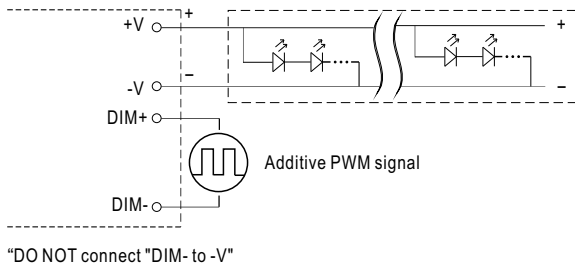 +V + +
-V − −
DIM+
Additive PWM signal
DIM-
“DO NOT connect "DIM- to -V"